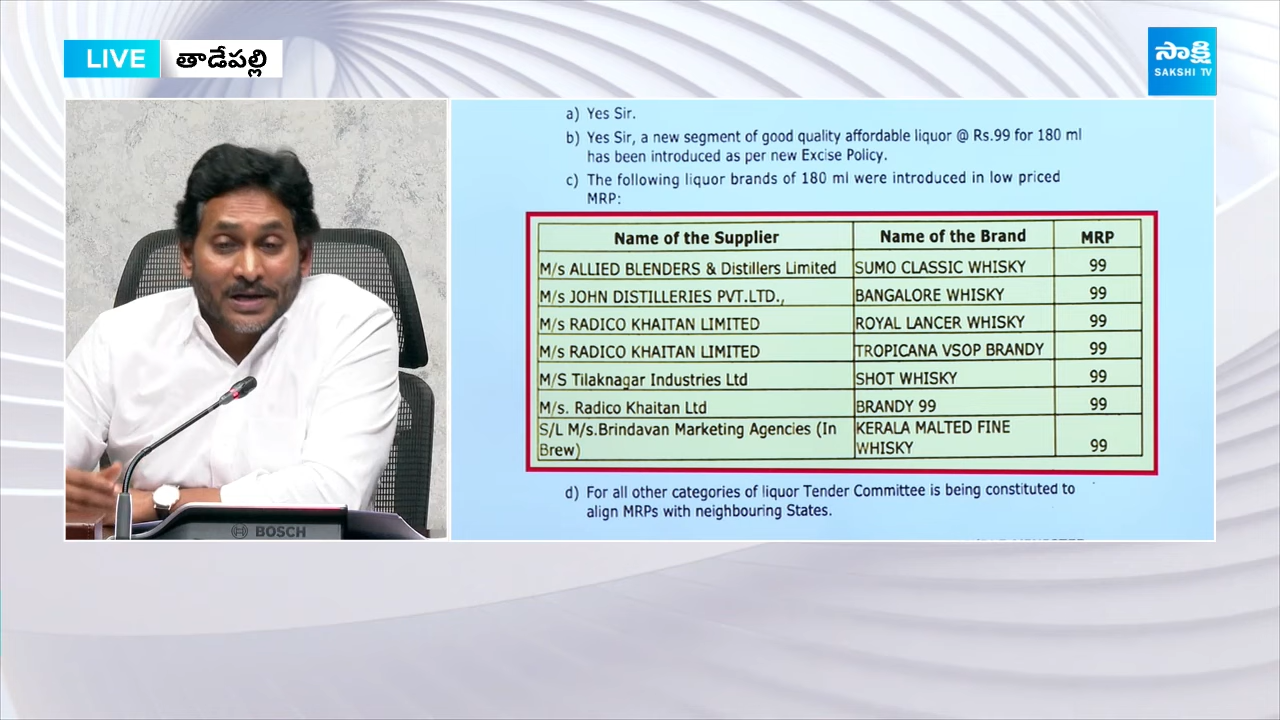 LIVE
తాడేపల్లి
సాక్షి
SAKSHI TV
a) Yes Sir.
b) Yes Sir, a new segment of good quality affordable liquor @ Rs.99 for 180 ml
has been introduced as per new Excise Policy.
c) The following liquor brands of 180 ml were introduced in low priced
MRP:
Name of the Supplier Name of the Brand MRP
M/s ALLIED BLENDERS & Distillers Limited SUMO CLASSIC WHISKY 99
M/s JOHN DISTILLERIES PVT.LTD., BANGALORE WHISKY 99
M/s RADICO KHAITAN LIMITED ROYAL LANCER WHISKY 99
M/s RADICO KHAITAN LIMITED TROPICANA VSOP BRANDY 99
M/S Tilaknagar Industries Ltd SHOT WHISKY 99
M/s. Radico Khaitan Ltd BRANDY 99 99
S/L M/s.Brindavan Marketing Agencies (In KERALA MALTED FINE
Brew) WHISKY 99
d) For all other categories of liquor Tender Committee is being constituted to
align MRPs with neighbouring States.
BOSCH